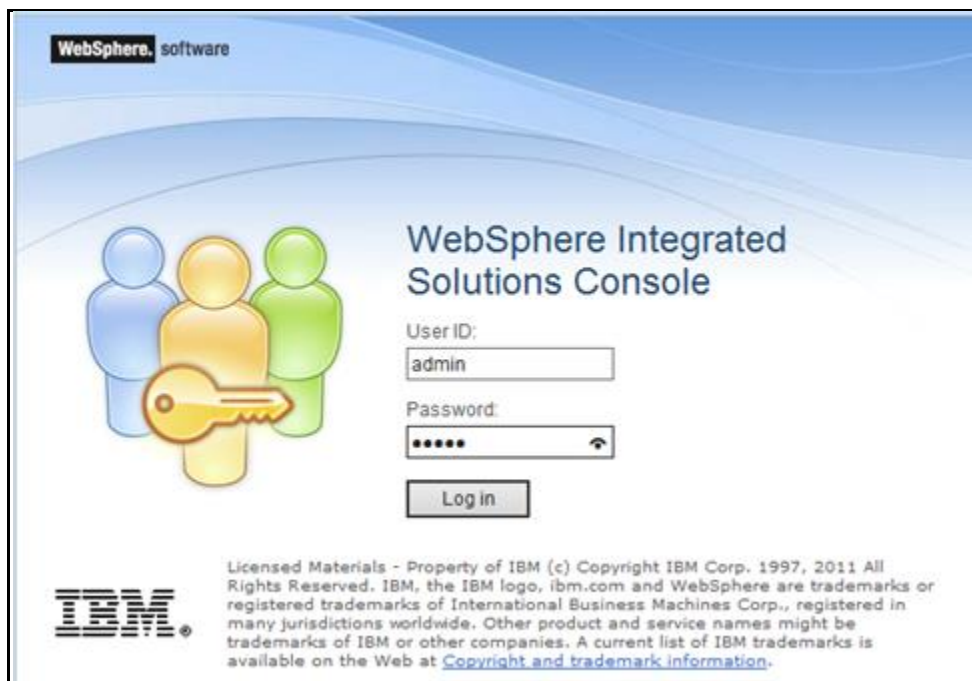 WebSphere. software
WebSphere Integrated
Solutions Console
User ID:
admin
Password:
•••••
Log in
IBM.
Licensed Materials - Property of IBM (c) Copyright IBM Corp. 1997, 2011 All
Rights Reserved. IBM, the IBM logo, ibm.com and WebSphere are trademarks or
registered trademarks of International Business Machines Corp., registered in
many jurisdictions worldwide. Other product and service names might be
trademarks of IBM or other companies. A current list of IBM trademarks is
available on the Web at Copyright and trademark information.